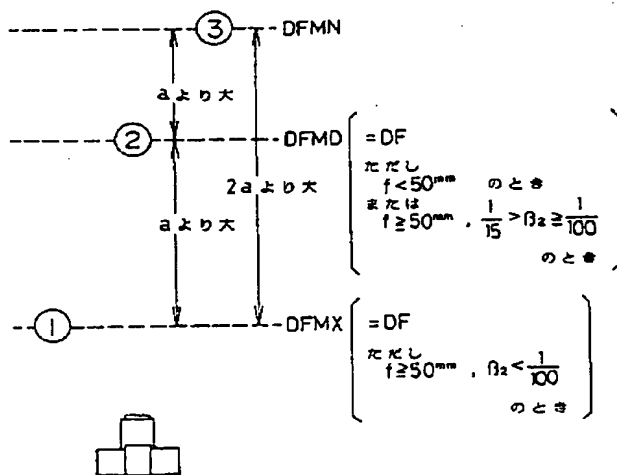 ③ DFMN
aより大
② DFMD
=DF
ただし
f<50mm のとき
または
f≧50mm , 1/15>β2≧1/100
のとき
2aより大
aより大
① DFMX
=DF
ただし
f≧50mm , β2<1/100
のとき